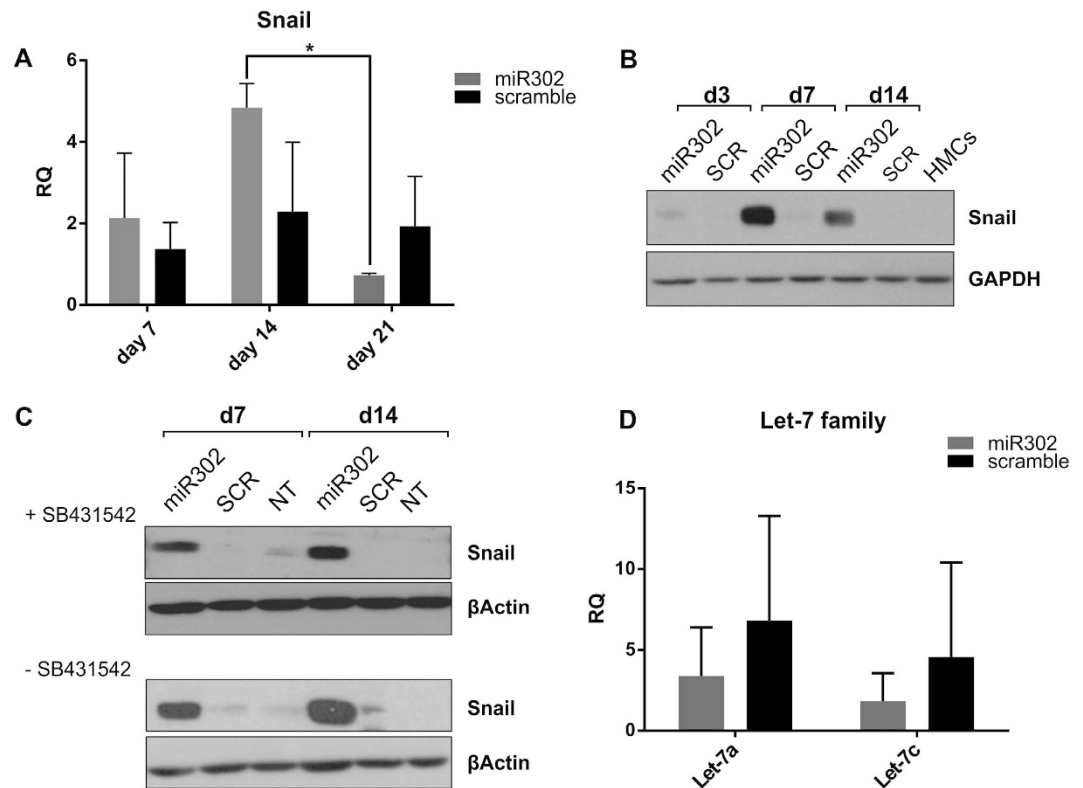 Snail
A
6
4
2
0
RQ
*
miR302
scramble
day 7
day 14
day 21
B
d3 d7 d14
miR302 SCR miR302 SCR miR302 SCR HMCs
Snail
GAPDH
C
d7 d14
miR302 SCR NT miR302 SCR NT
+ SB431542
Snail
βActin
- SB431542
Snail
βActin
D
Let-7 family
miR302
scramble
15
10
5
0
RQ
Let-7a
Let-7c